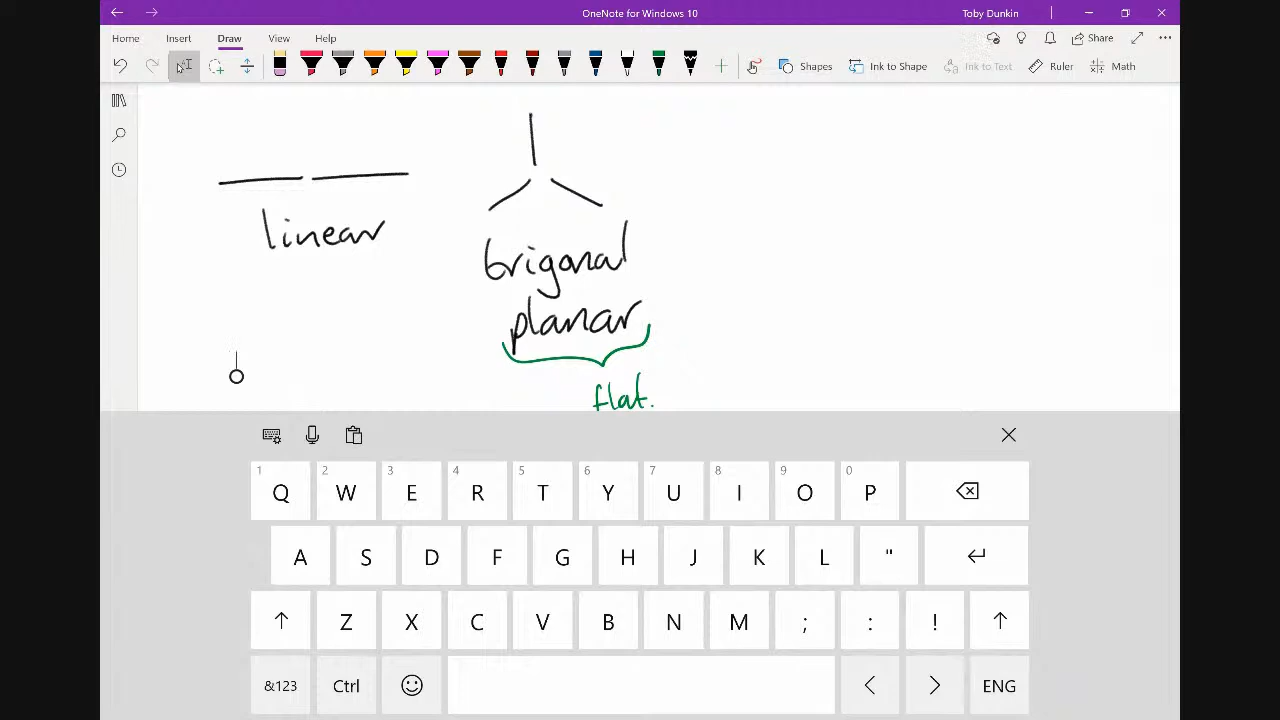 OneNote for Windows 10
Toby Dunkin
Home Insert Draw View Help
Share
Shapes Ink to Shape Ink to Text Ruler Math
linear
trigonal
planar
flat.
1 2 3 4 5 6 7 8 9 0
Q W E R T Y U I O P
A S D F G H J K L "
Z X C V B N M ; : !
&123 Ctrl ENG